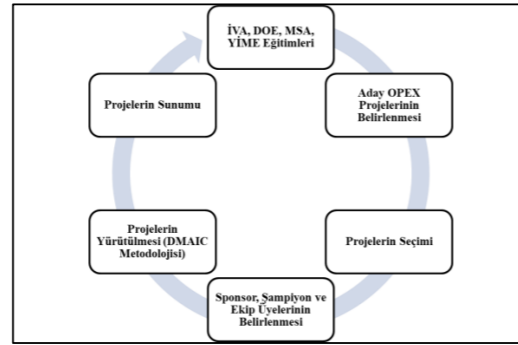 İVA, DOE, MSA,
YİME Eğitimleri
Aday OPEX
Projelerinin
Belirlenmesi
Projelerin Seçimi
Sponsor, Şampiyon ve
Ekip Üyelerinin
Belirlenmesi
Projelerin
Yürütülmesi (DMAIC
Metodolojisi)
Projelerin Sunumu